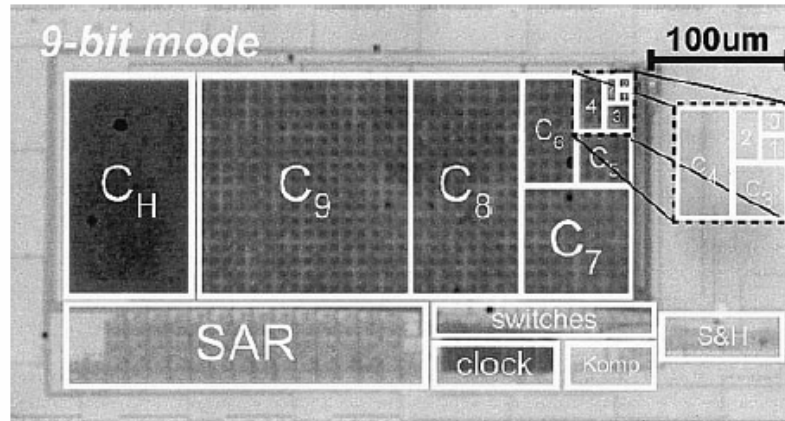 9-bit mode
100um
C_H
C_9
C_8
C_6
4
3
C_5
C_7
C_4
2
1
C_3
SAR
switches
clock
Komp
S&H